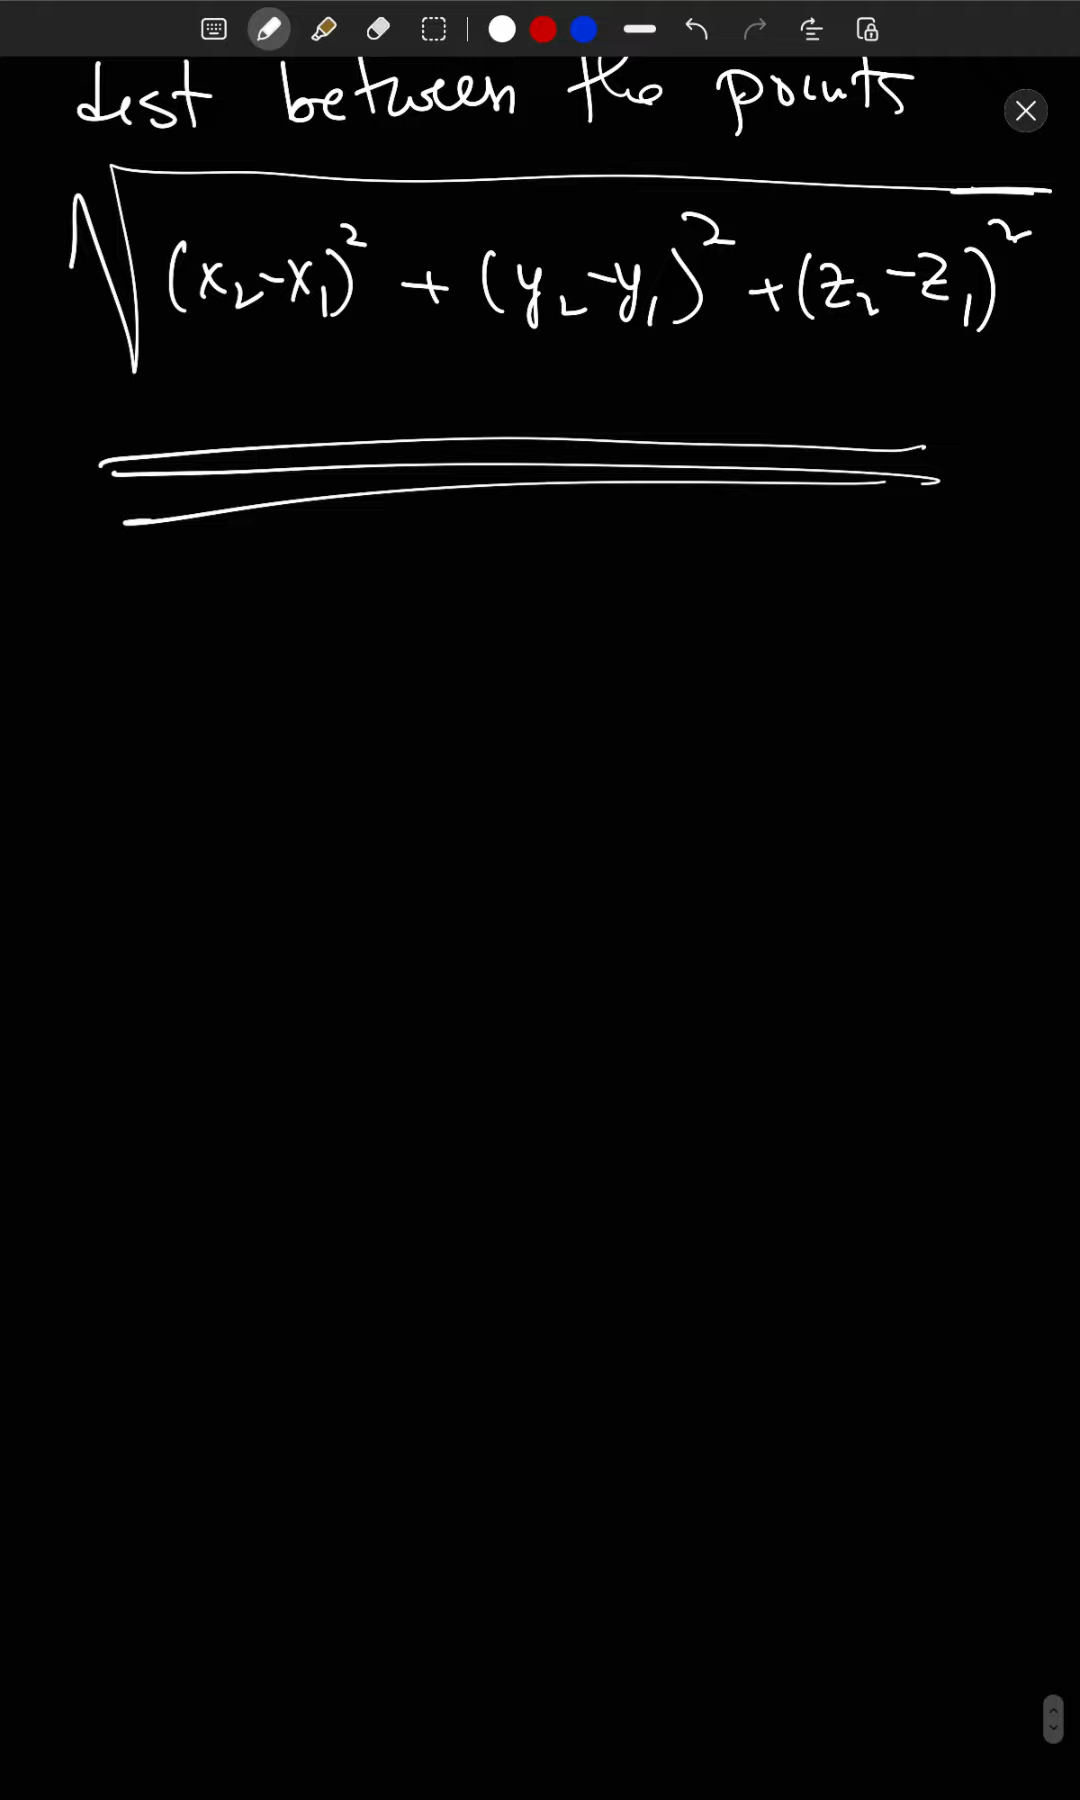 dist between the points
√(x₂-x₁)² + (y₂-y₁)² + (z₂-z₁)²